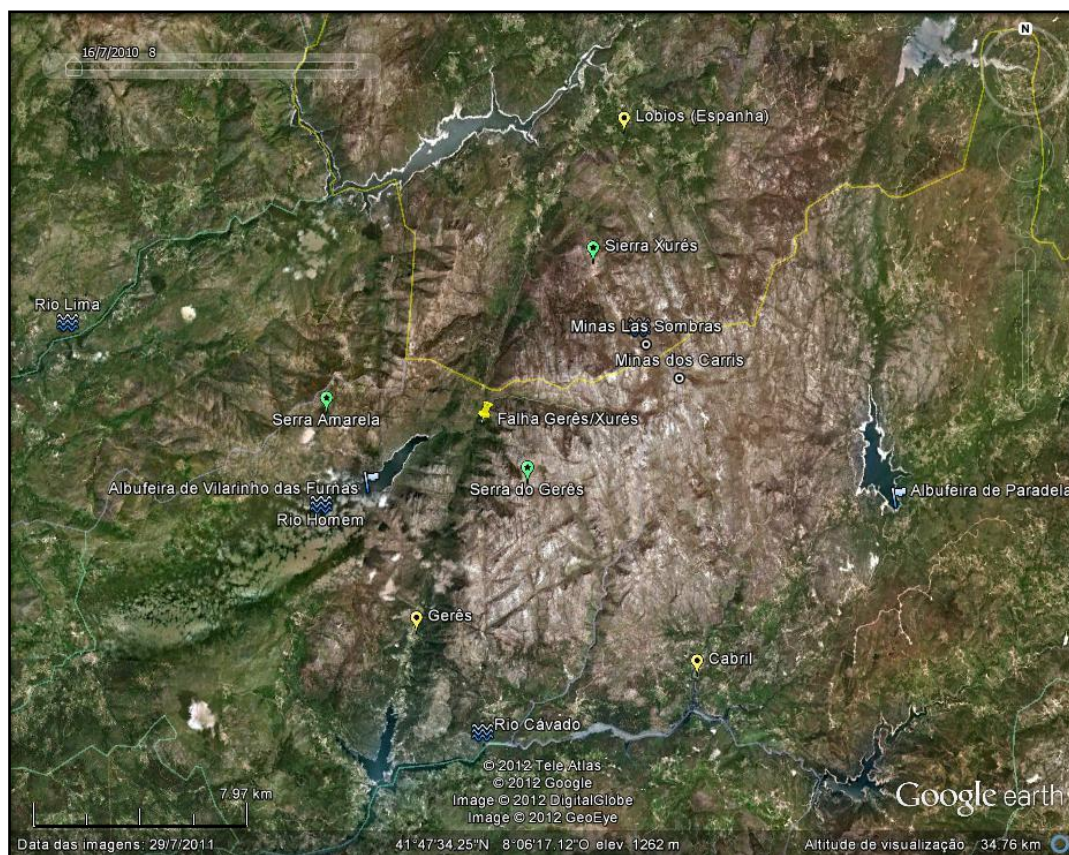 16/7/2010 8
N
Lobios (Espanha)
Sierra Xurés
Rio Lima
Minas Las Sombras
Minas dos Carris
Serra Amarela
Falha Gerês/Xurés
Albufeira de Vilarinho das Furnas
Serra do Gerês
Albufeira de Paradela
Rio Homem
Gerês
Cabril
Rio Cávado
© 2012 Tele Atlas
© 2012 Google
Image © 2012 DigitalGlobe
Image © 2012 GeoEye
7.97 km
Google earth
Data das imagens: 29/7/2011
41°47'34.25"N 8°06'17.12"O elev 1262 m
Altitude de visualização 34.76 km